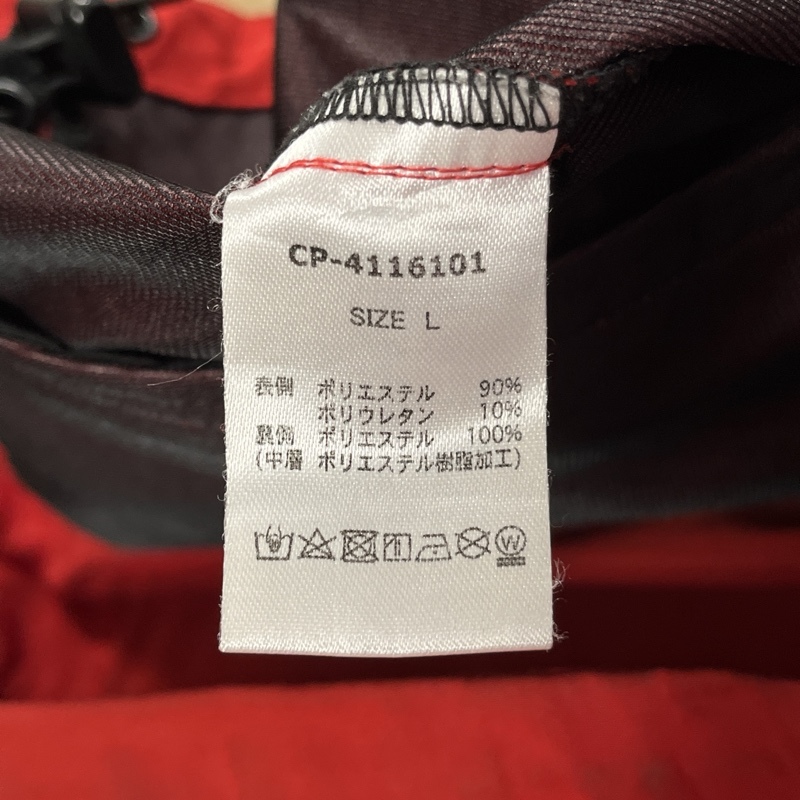 CP-4116101
SIZE L
表側 ポリエステル 90%
ポリウレタン 10%
裏側 ポリエステル 100%
(中層 ポリエステル樹脂加工)
W